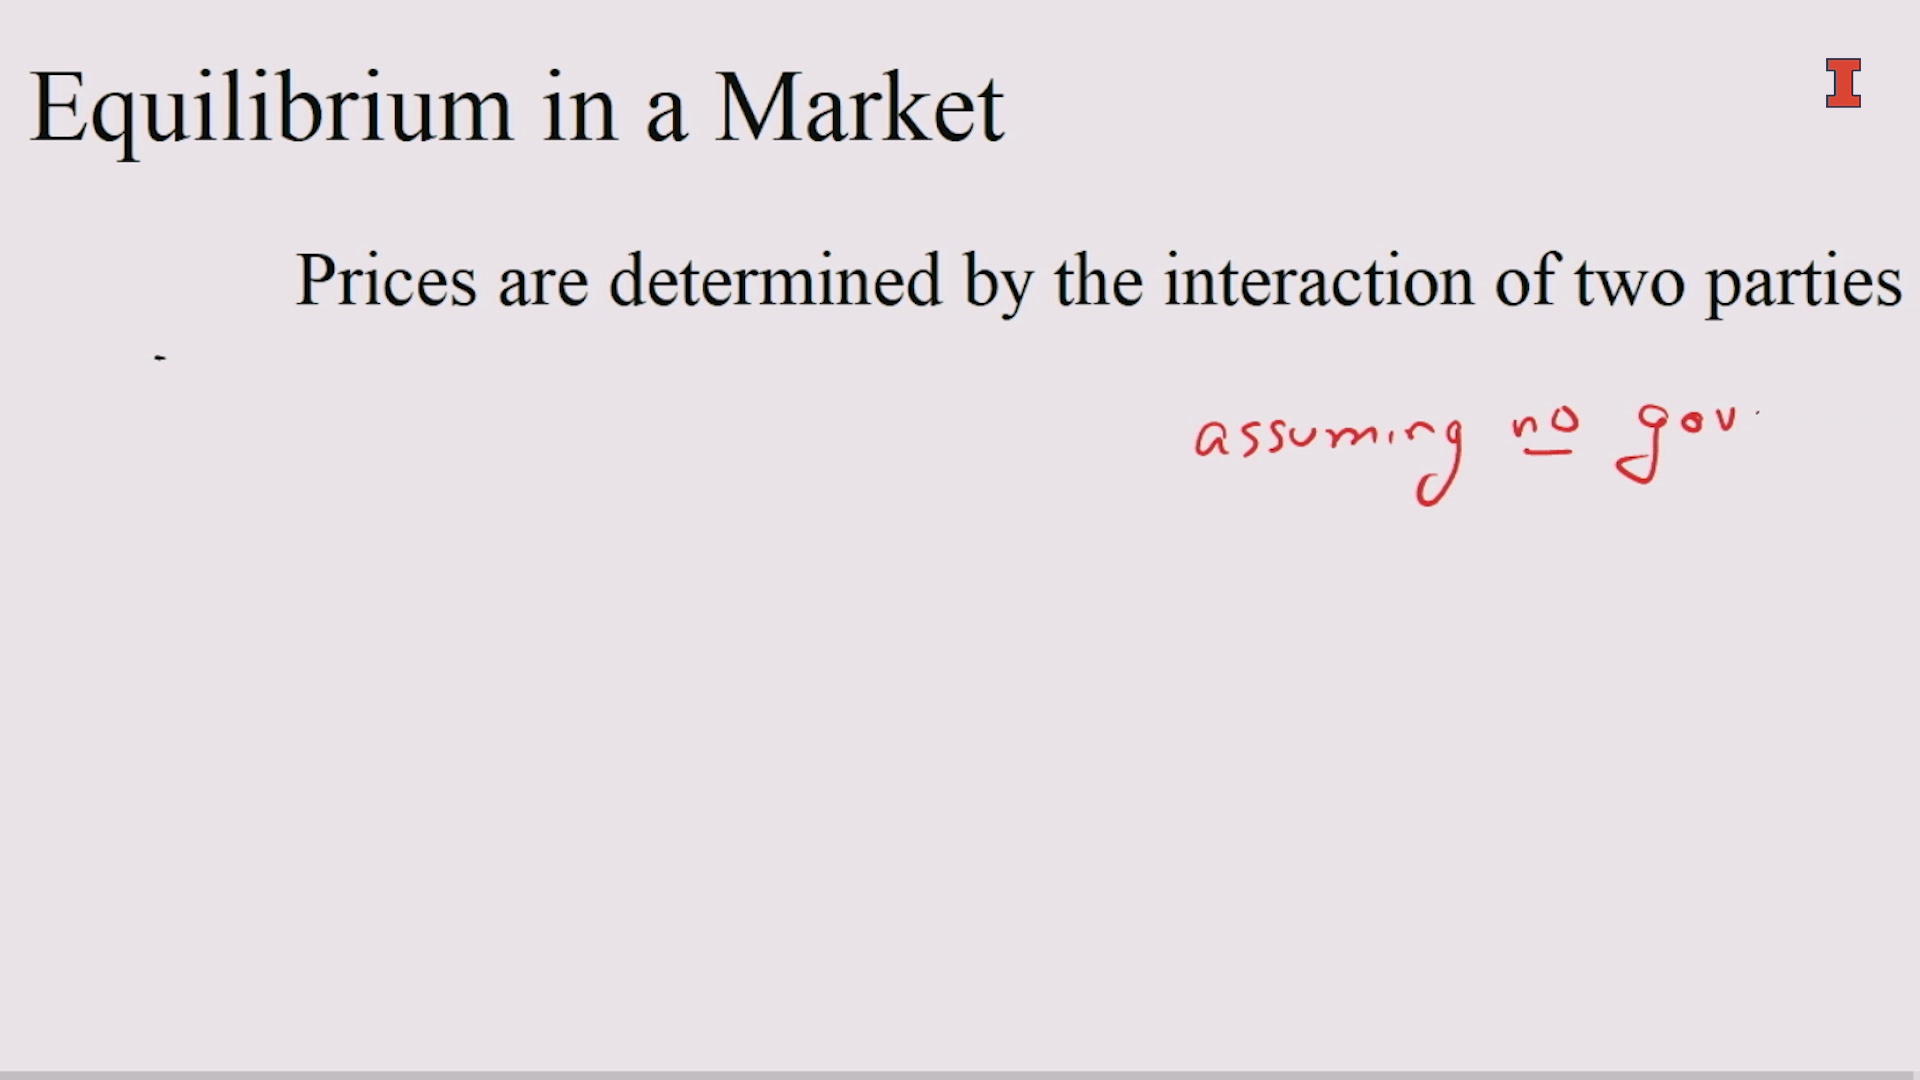 Equilibrium in a Market
I
Prices are determined by the interaction of two parties
-
assuming no gov.